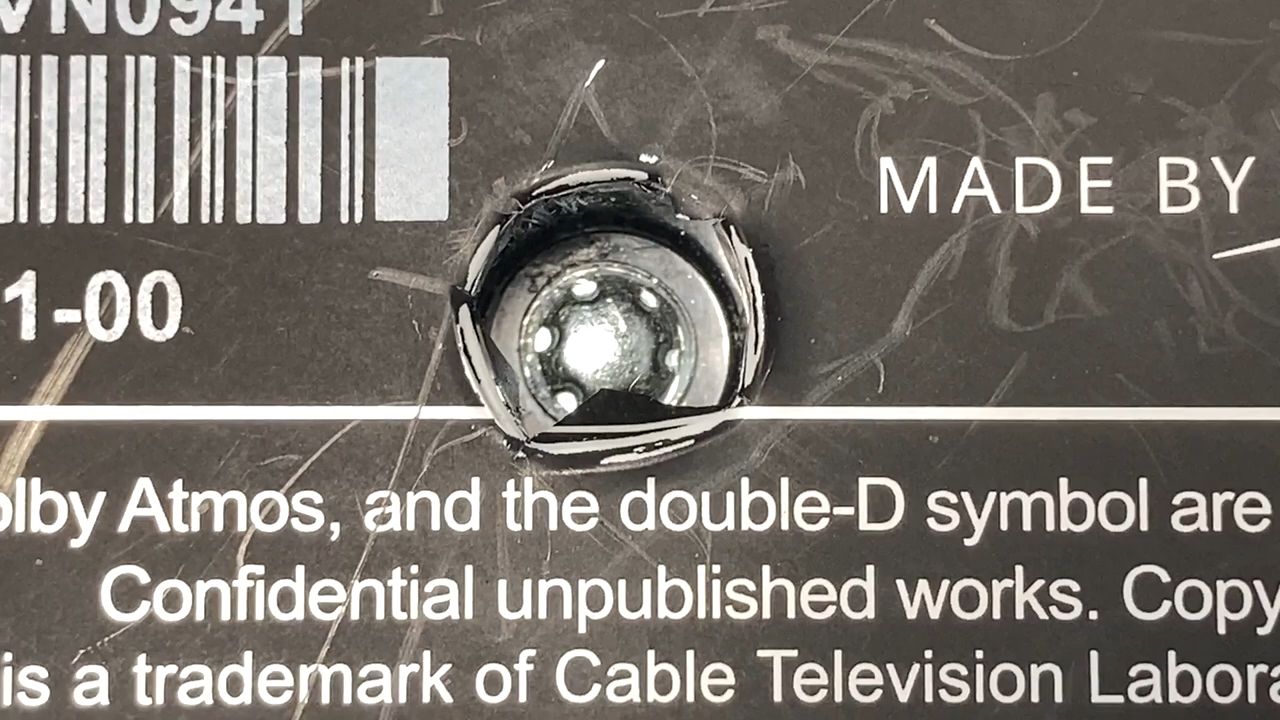 VN0941
1-00
MADE BY
olby Atmos, and the double-D symbol are
Confidential unpublished works. Copy
is a trademark of Cable Television Labora